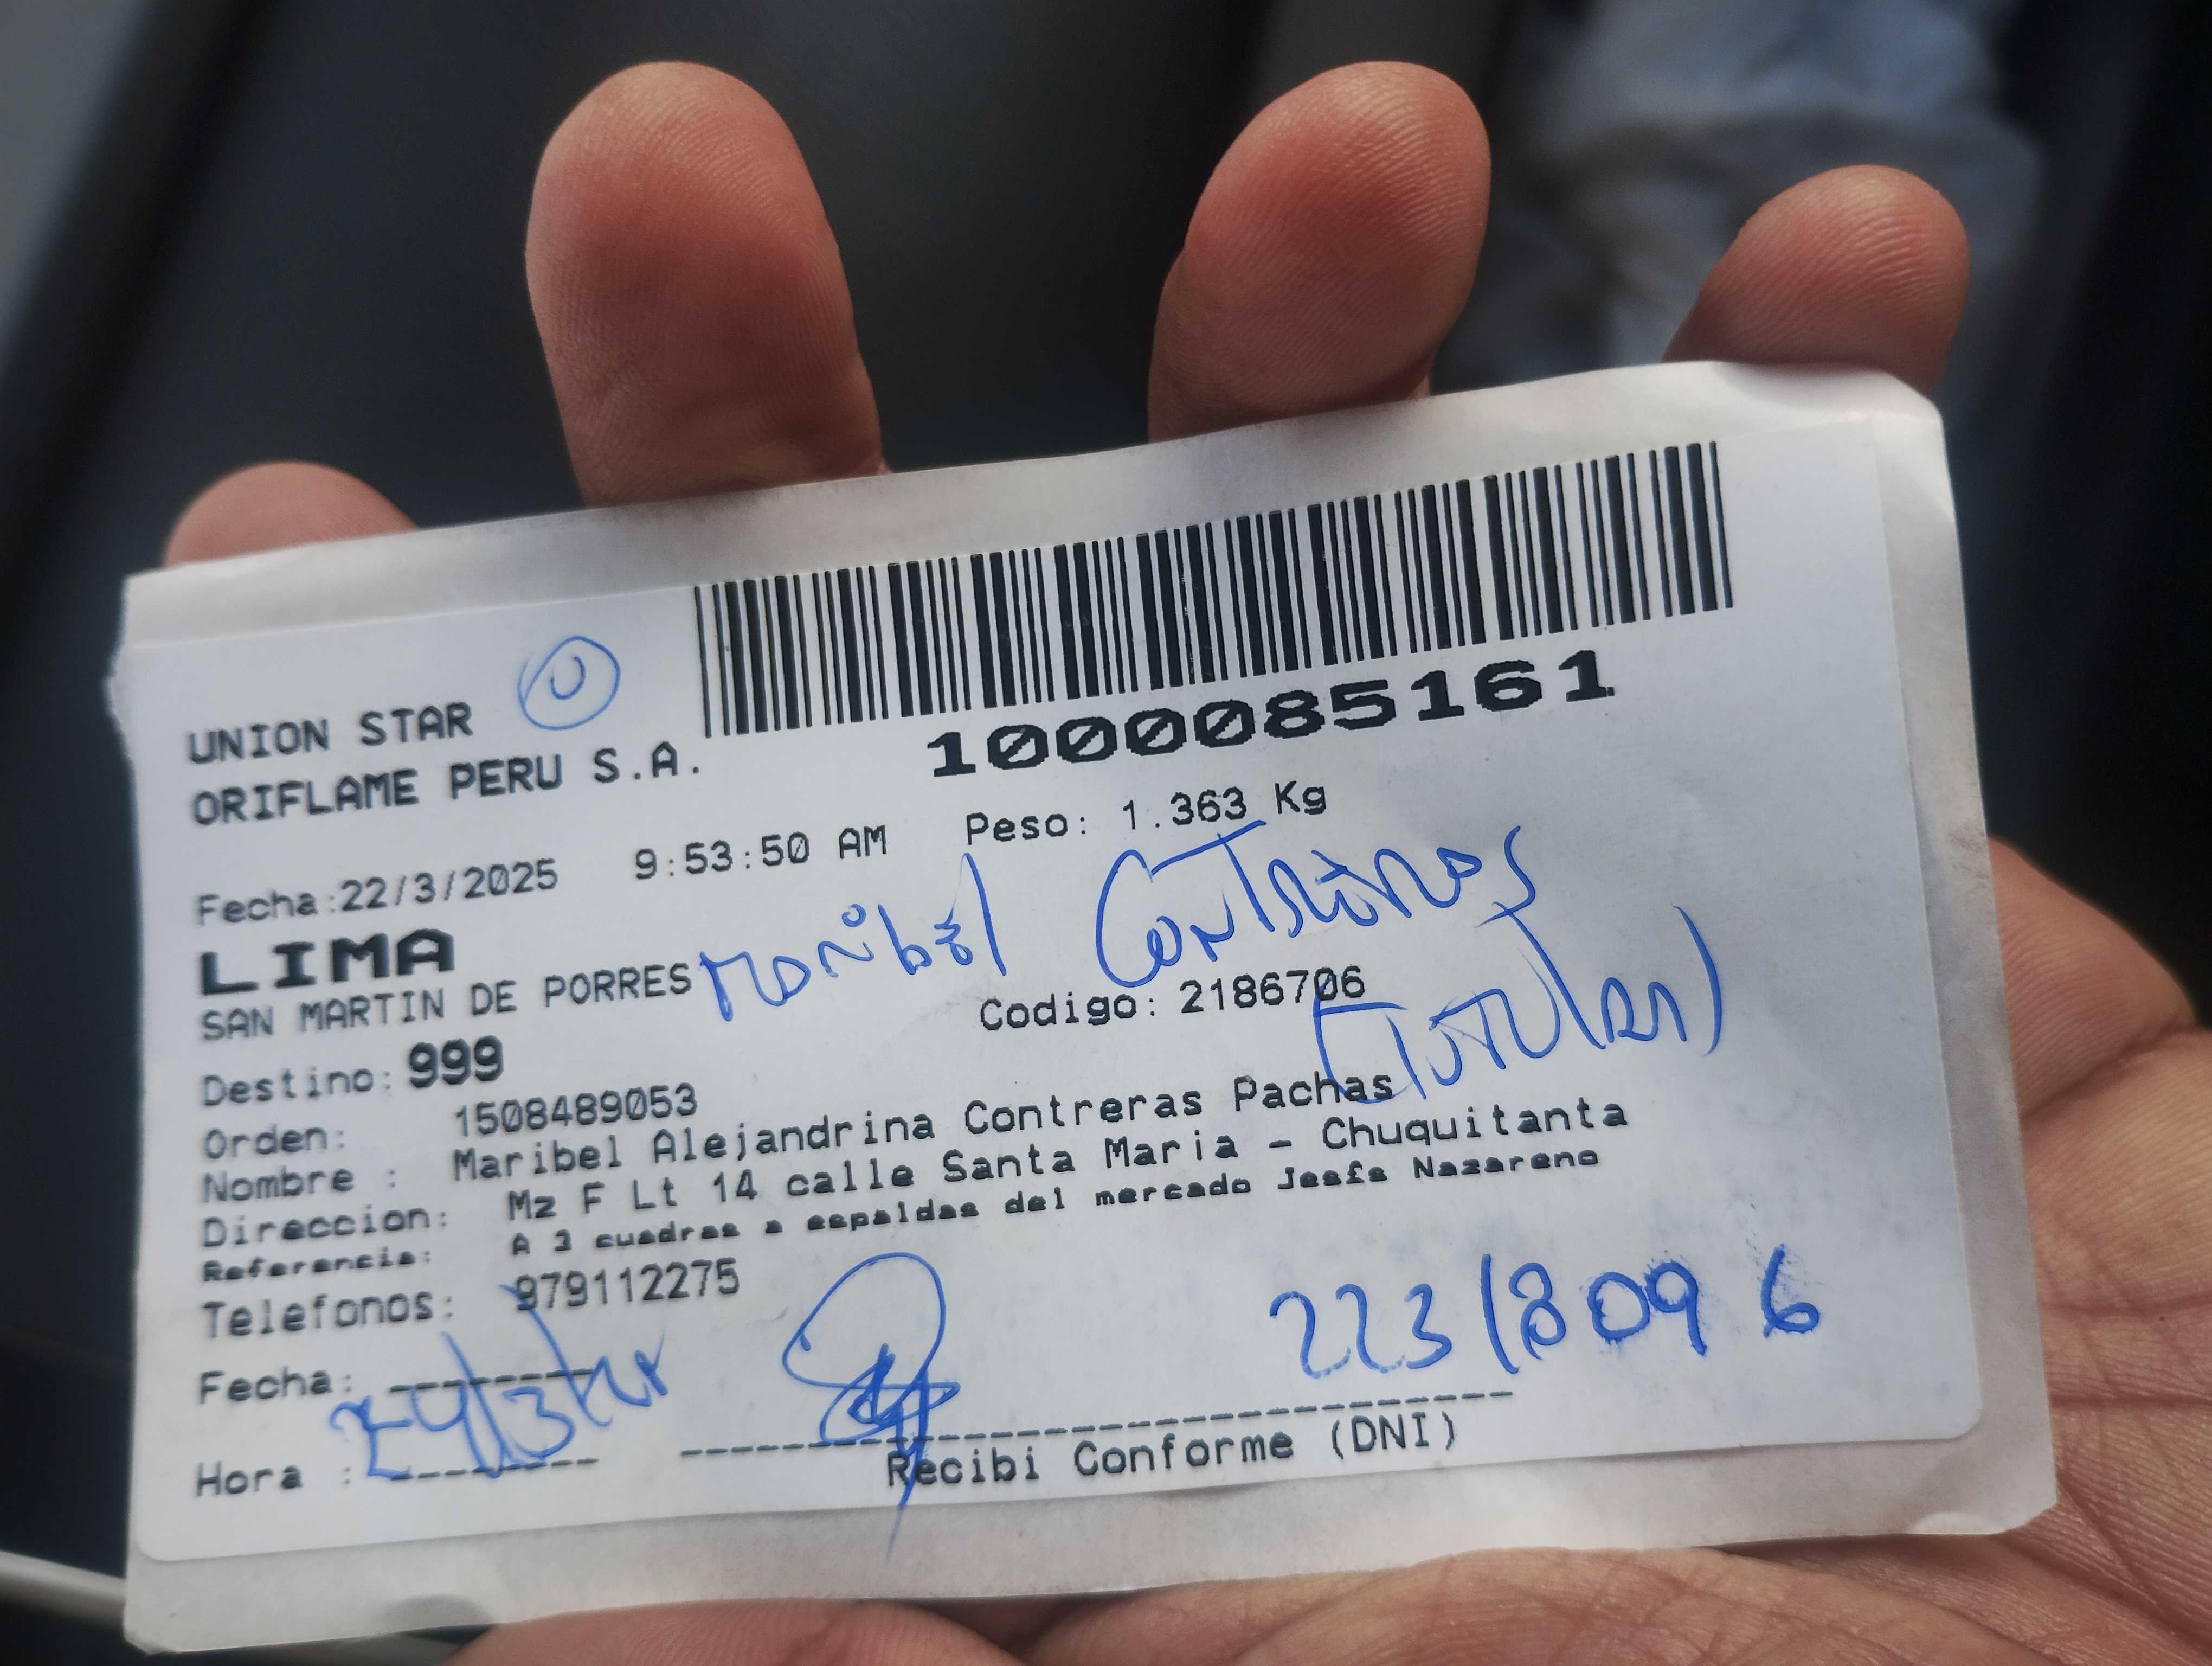 UNION STAR
ORIFLAME PERU S.A.
1000085161
Fecha:22/3/2025 9:53:50 AM Peso: 1.363 Kg
LIMA
SAN MARTIN DE PORRES
Maribel Contreras
(Titular)
Destino: 999 Codigo: 2186706
Orden: 1508489053
Nombre : Maribel Alejandrina Contreras Pachas
Direccion: Mz F Lt 14 calle Santa Maria - Chuquitanta
Referencia: A 3 cuadras a espaldas del mercado Jesfs Nazareno
Telefonos: 979112275
Fecha: 24/3/
Hora :
Recibi Conforme (DNI)